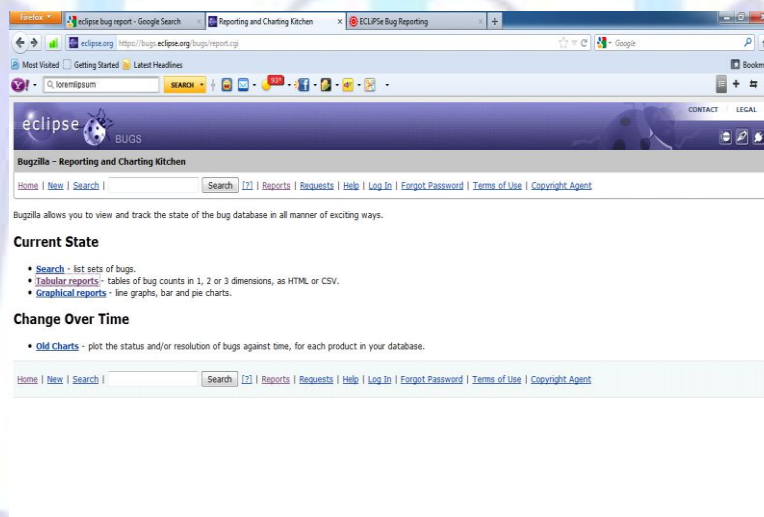 Firefox
eclipse bug report - Google Search
Reporting and Charting Kitchen
ECLiPSe Bug Reporting
eclipse.org https://bugs.eclipse.org/bugs/report.cgi
Google
Most Visited Getting Started Latest Headlines
Bookm
loremlipsum SEARCH 93°
CONTACT LEGAL
eclipse BUGS
Bugzilla – Reporting and Charting Kitchen
Home | New | Search | Search [?] | Reports | Requests | Help | Log In | Forgot Password | Terms of Use | Copyright Agent
Bugzilla allows you to view and track the state of the bug database in all manner of exciting ways.
Current State
• Search - list sets of bugs.
• Tabular reports - tables of bug counts in 1, 2 or 3 dimensions, as HTML or CSV.
• Graphical reports - line graphs, bar and pie charts.
Change Over Time
• Old Charts - plot the status and/or resolution of bugs against time, for each product in your database.
Home | New | Search | Search [?] | Reports | Requests | Help | Log In | Forgot Password | Terms of Use | Copyright Agent